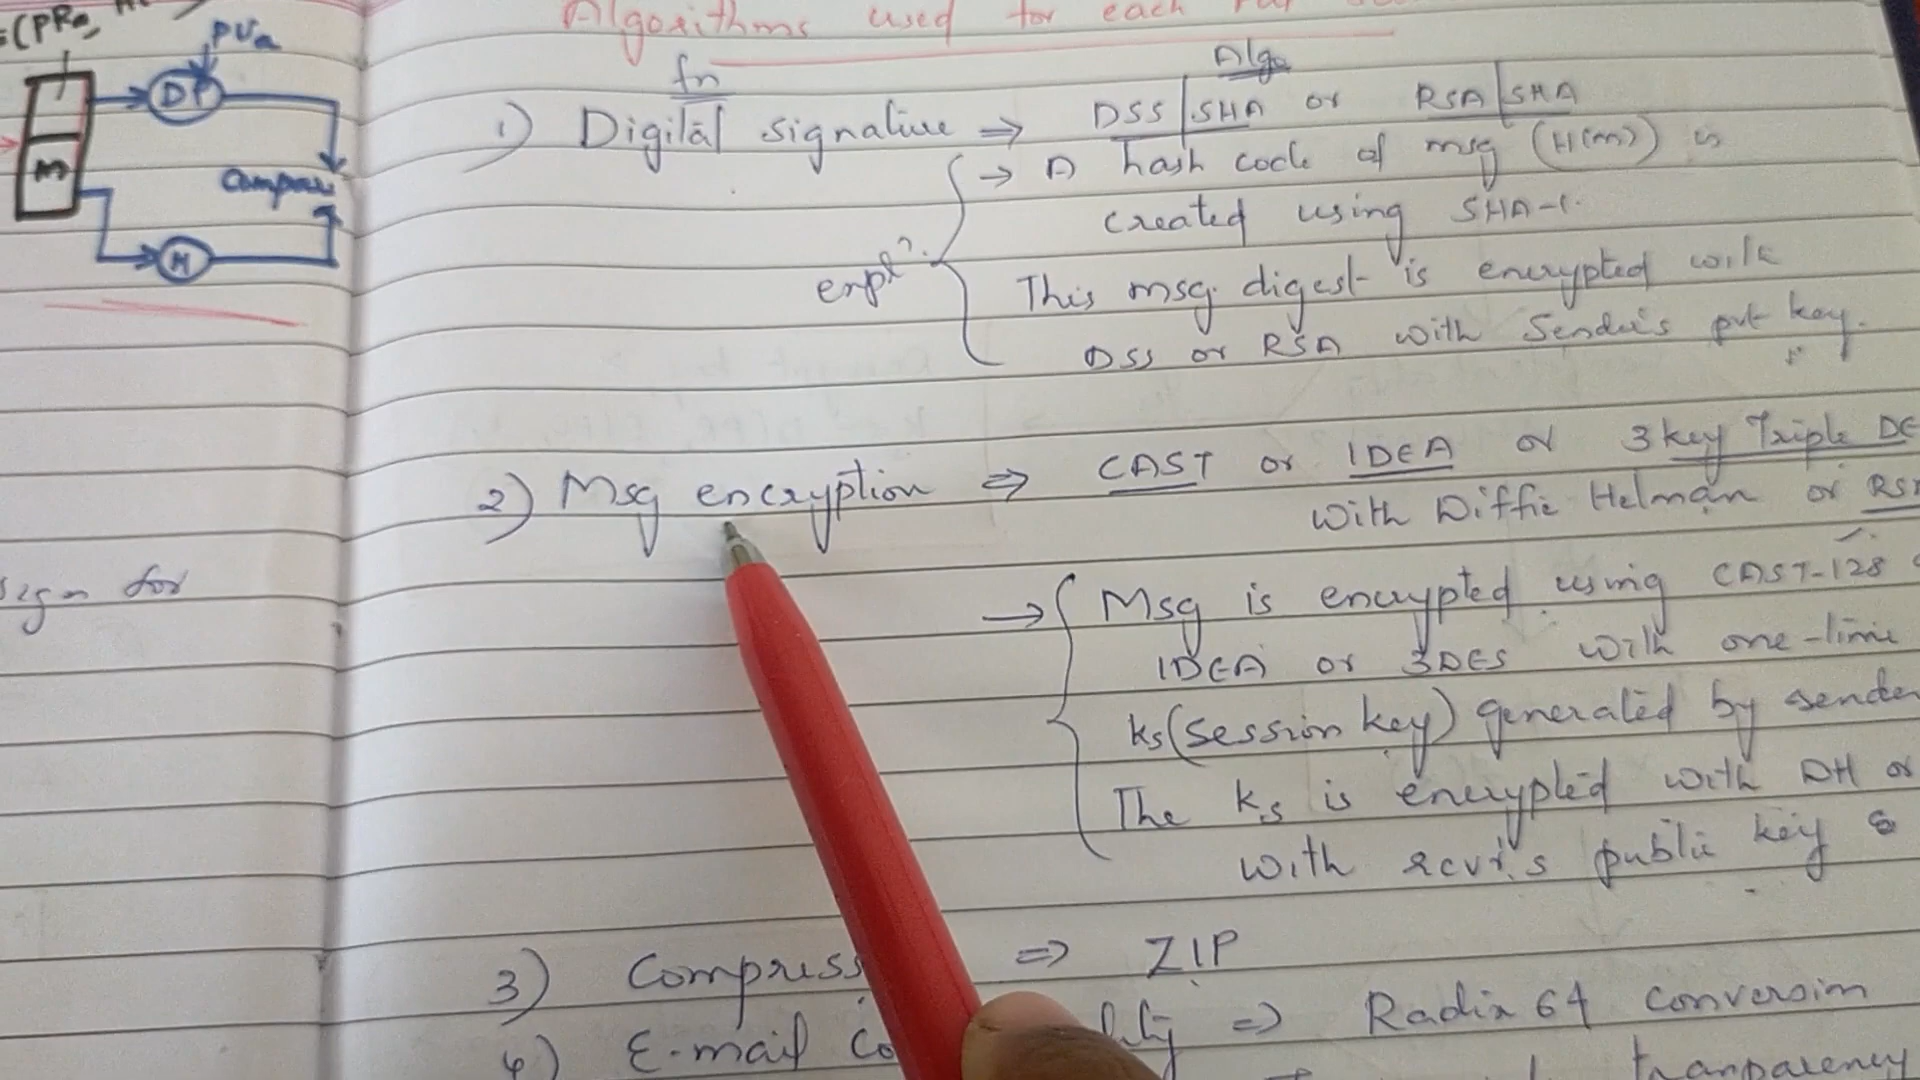 =(PRa,
PUa
DP
M
Compare
H
sign for
Algorithms used for each
fn
Algo
1) Digital signature ⇒ DSS/SHA or RSA/SHA
→ A hash code of msg (H(m)) is
created using SHA-1.
expln.
This msg digest is encrypted with
DSS or RSA with Sender's pvt key.
2) Msg encryption ⇒ CAST or IDEA or 3 key Triple DE
with Diffie Helman or RS
→ Msg is encrypted using CAST-128
IDEA or 3DES with one-time
ks (session key) generated by sender
The ks is encrypted with DH or
with rcvr's public key
3) Compress ⇒ ZIP
4) E-mail Co lity ⇒ Radix 64 conversion
tranparency